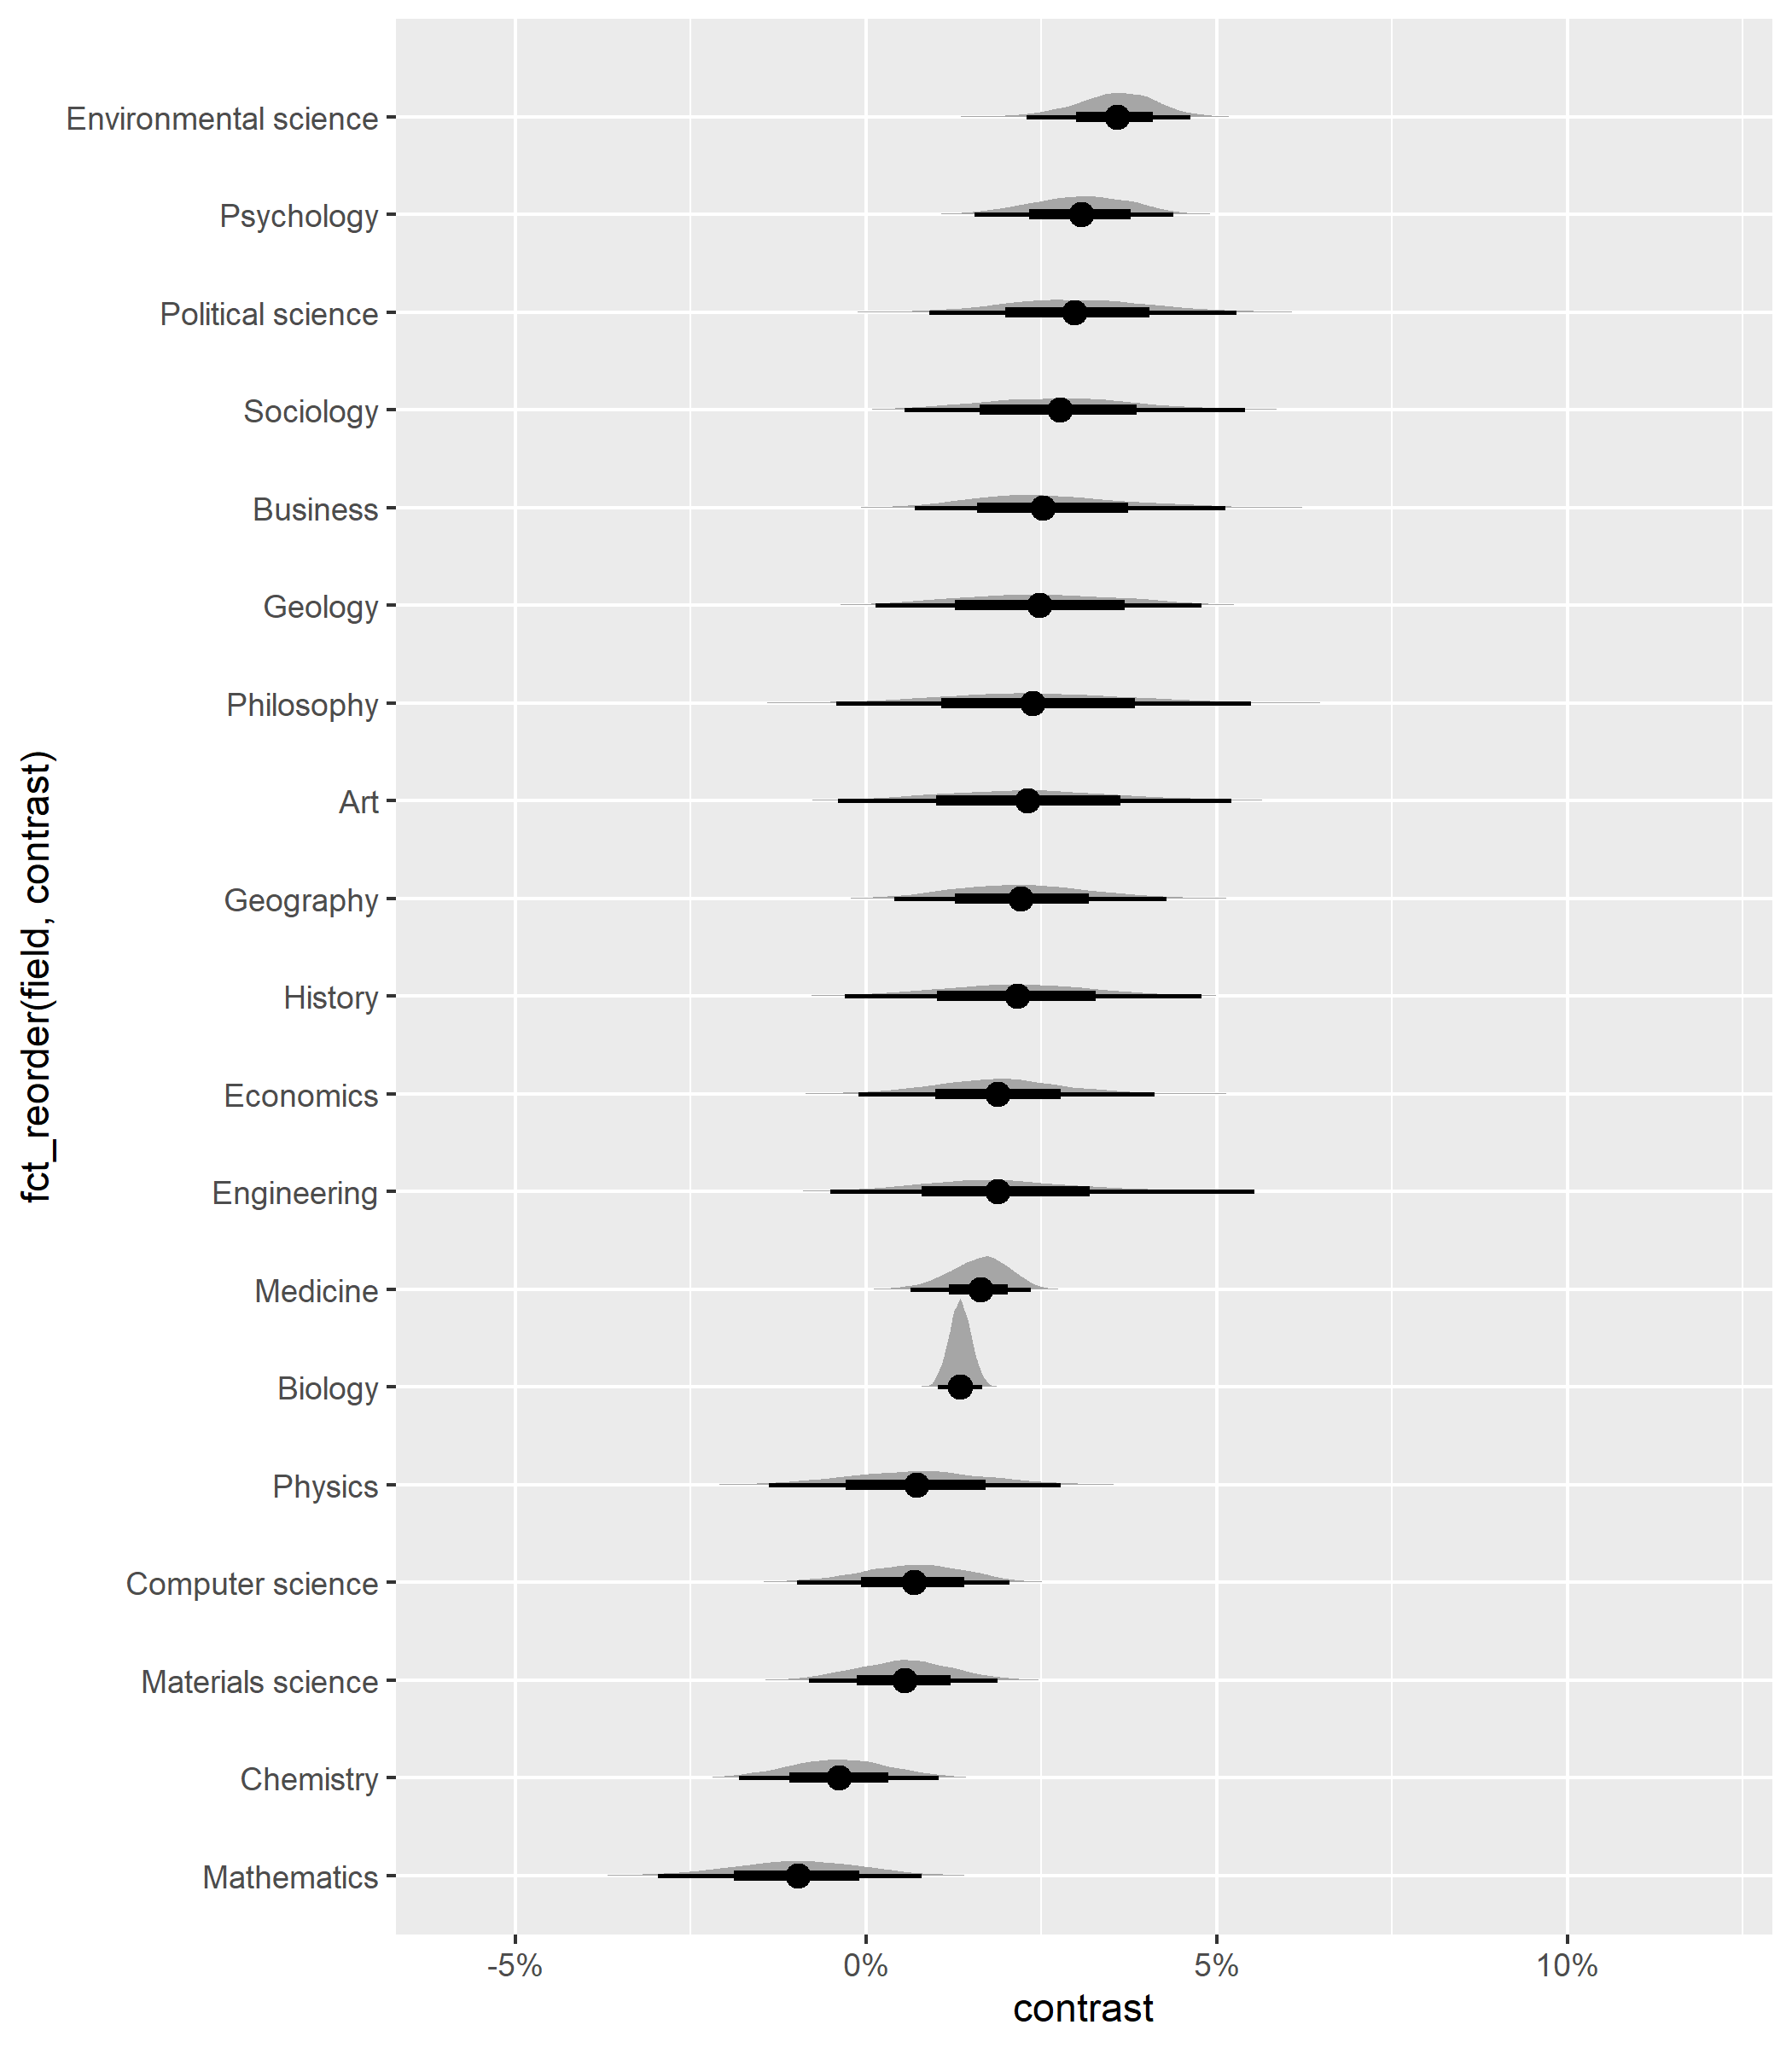 Environmental science
Psychology
Political science
Sociology
Business
Geology
Philosophy
Art
Geography
History
Economics
Engineering
Medicine
Biology
Physics
Computer science
Materials science
Chemistry
Mathematics
fct_reorder(field, contrast)
-5% 0% 5% 10%
contrast